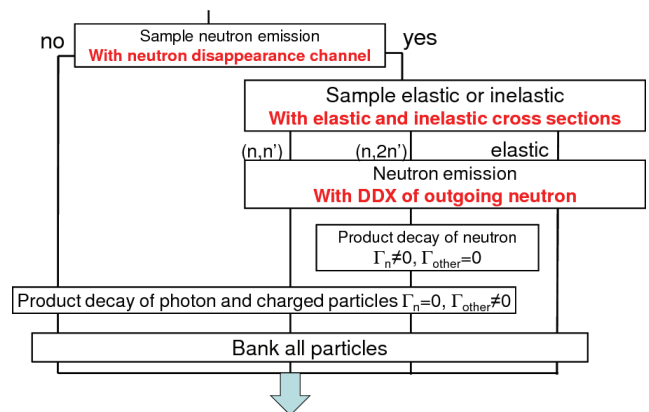 no
Sample neutron emission
With neutron disappearance channel
yes
Sample elastic or inelastic
With elastic and inelastic cross sections
(n,n') (n,2n') elastic
Neutron emission
With DDX of outgoing neutron
Product decay of neutron
Γn≠0, Γother=0
Product decay of photon and charged particles Γn=0, Γother≠0
Bank all particles